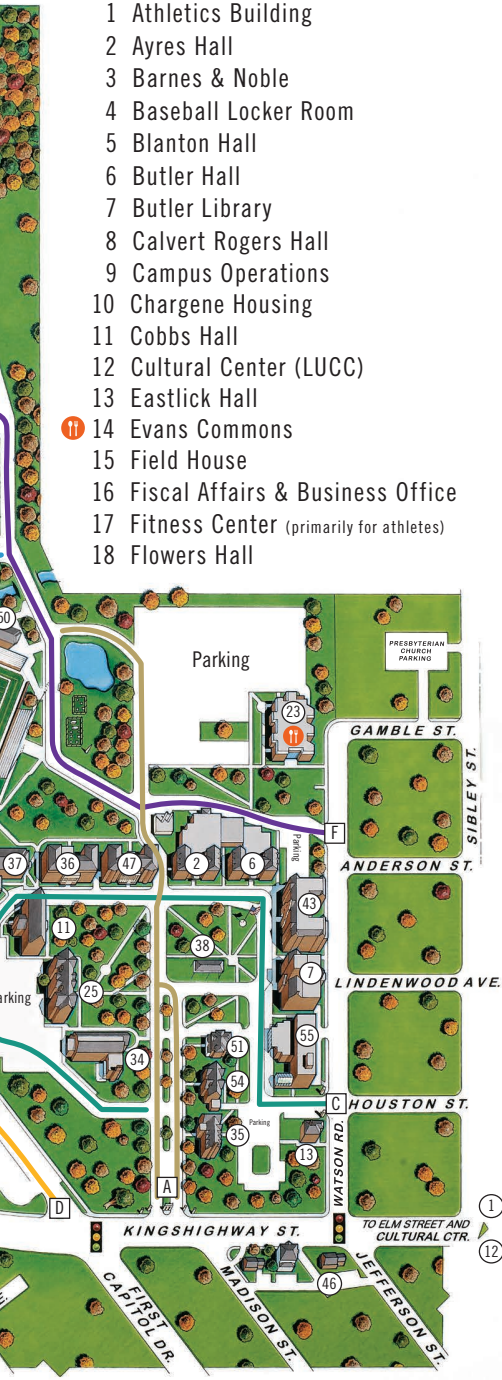 1 Athletics Building
2 Ayres Hall
3 Barnes & Noble
4 Baseball Locker Room
5 Blanton Hall
6 Butler Hall
7 Butler Library
8 Calvert Rogers Hall
9 Campus Operations
10 Chargene Housing
11 Cobbs Hall
12 Cultural Center (LUCC)
13 Eastlick Hall
14 Evans Commons
15 Field House
16 Fiscal Affairs & Business Office
17 Fitness Center (primarily for athletes)
18 Flowers Hall
PRESBYTERIAN
CHURCH
PARKING
Parking
23
GAMBLE ST.
SIBLEY ST.
F
Parking
ANDERSON ST.
37
36
47
2
6
43
11
38
7
25
LINDENWOOD AVE.
34
51
55
54
C
HOUSTON ST.
35
Parking
13
WATSON RD.
A
D
KINGSHIGHWAY ST.
TO ELM STREET AND
CULTURAL CTR.
1
12
46
FIRST
CAPITOL DR.
MADISON ST.
JEFFERSON ST.